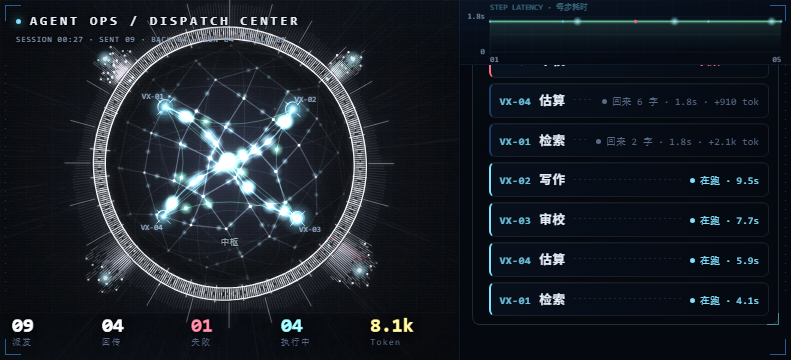 AGENT OPS / DISPATCH CENTER
SESSION 00:27 · SENT 09 ·
VX-01
VX-02
VX-04
VX-03
中枢
09
派发
04
回传
01
失败
04
执行中
8.1k
Token
STEP LATENCY · 每步耗时
1.8s
0
01
05
VX-04 估算 回来 6 字 · 1.8s · +910 tok
VX-01 检索 回来 2 字 · 1.8s · +2.1k tok
VX-02 写作 在跑 · 9.5s
VX-03 审校 在跑 · 7.7s
VX-04 估算 在跑 · 5.9s
VX-01 检索 在跑 · 4.1s